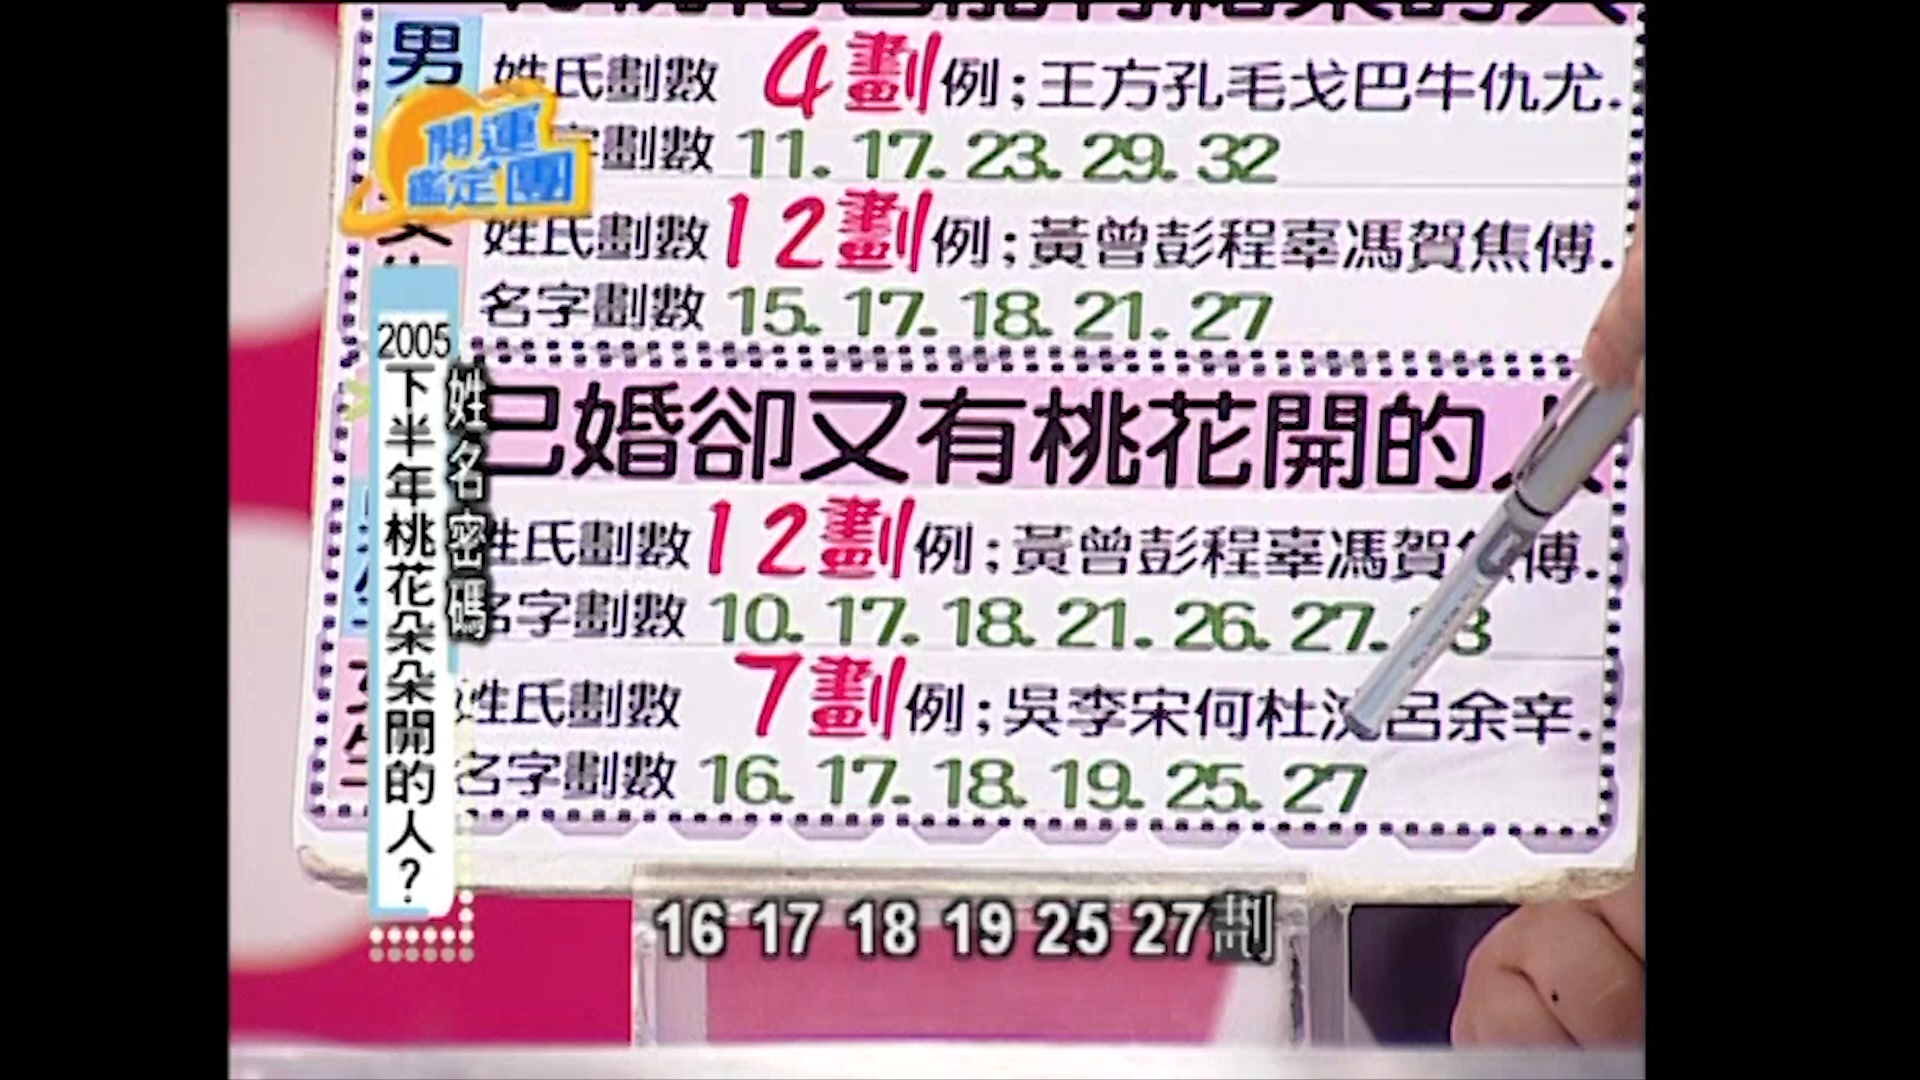 男
姓氏劃數 4劃 例;王方孔毛戈巴牛仇尤.
字劃數 11. 17. 23. 29. 32
姓氏劃數 12劃 例;黃曾彭程辜馮賀焦傅.
名字劃數 15. 17. 18. 21. 27
已婚卻又有桃花開的人
姓氏劃數 12劃 例;黃曾彭程辜馮賀焦傅.
名字劃數 10. 17. 18. 21. 26. 27.
姓氏劃數 7劃 例;吳李宋何杜沈呂余辛.
名字劃數 16. 17. 18. 19. 25. 27
開運
鑑定團
姓名密碼
2005下半年桃花朵朵開的人?
16 17 18 19 25 27劃